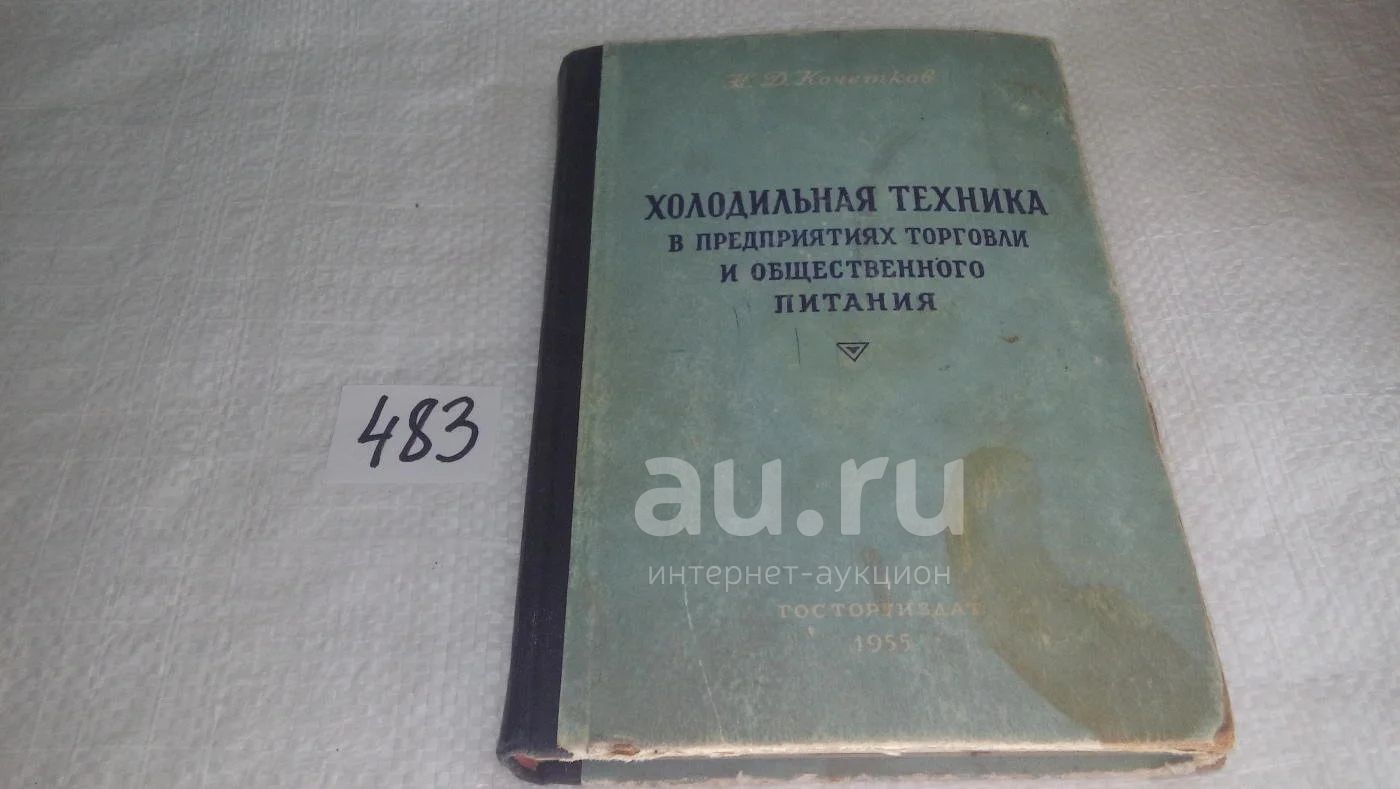 Н. Д. Кочетков
ХОЛОДИЛЬНАЯ ТЕХНИКА
В ПРЕДПРИЯТИЯХ ТОРГОВЛИ
И ОБЩЕСТВЕННОГО
ПИТАНИЯ
483
au.ru
интернет-аукцион
ГОСТОРГИЗДАТ
1955